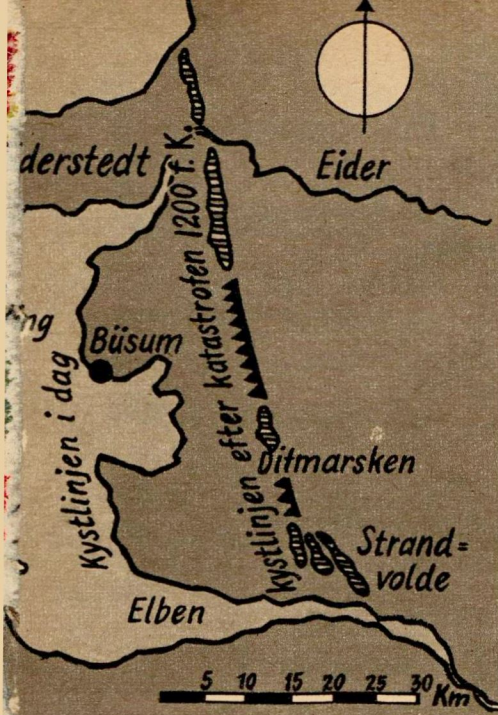 derstedt
Eider
kystlinjen efter katastrofen 1200 f. K.
Büsum
Kystlinjen i dag
Ditmarsken
Strand=
volde
Elben
5 10 15 20 25 30 Km